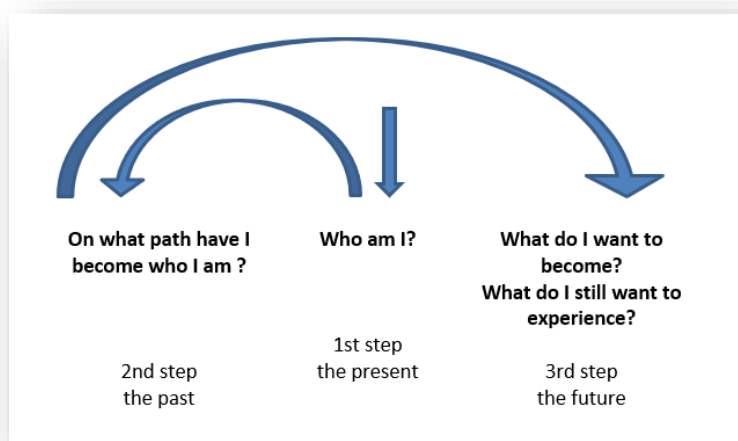 On what path have I
become who I am ?
Who am I?
What do I want to
become?
What do I still want to
experience?
2nd step
the past
1st step
the present
3rd step
the future